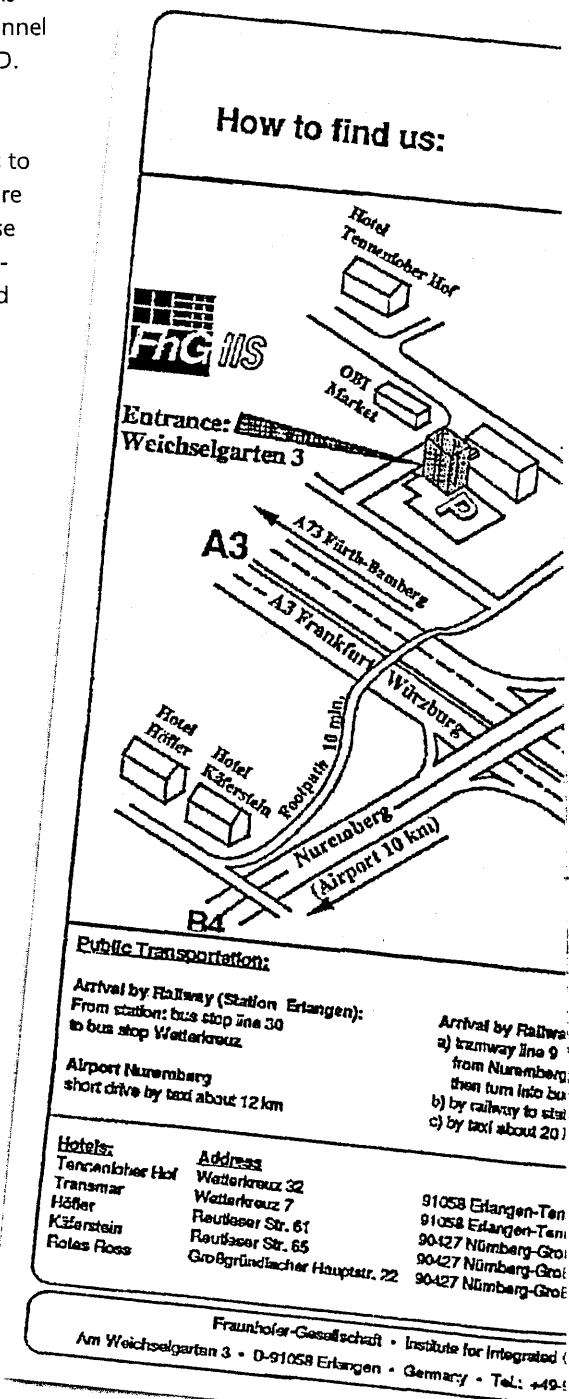 nnel
D.
to
re
se
-
d
How to find us:
Hotel
Tennenloher Hof
FhG IIS
OBI
Market
Entrance:
Weichselgarten 3
P
A3
A73 Fürth-Bamberg
A3 Frankfurt Würzburg
Hotel
Höfler
Hotel
Käferstein
Footpath 10 min.
Nuremberg
(Airport 10 km)
B4
Public Transportation:
Arrival by Railway (Station Erlangen):
From station: bus stop line 30
to bus stop Wetterkreuz
Airport Nuremberg
short drive by taxi about 12 km
Arrival by Railwa
a) tramway line 9
from Nuremberg
then turn into bu
b) by railway to stat
c) by taxi about 20
Hotels: Address
Tennenloher Hof Wetterkreuz 32 91058 Erlangen-Ten
Transmar Wetterkreuz 7 91058 Erlangen-Tenn
Höfler Reutleser Str. 61 90427 Nürnberg-Gro
Käferstein Reutleser Str. 65 90427 Nürnberg-Groß
Rotes Ross Großgründlacher Hauptstr. 22 90427 Nürnberg-Groß
Fraunhofer-Gesellschaft • Institute for Integrated
Am Weichselgarten 3 • D-91058 Erlangen • Germany • Tel.: +49-9